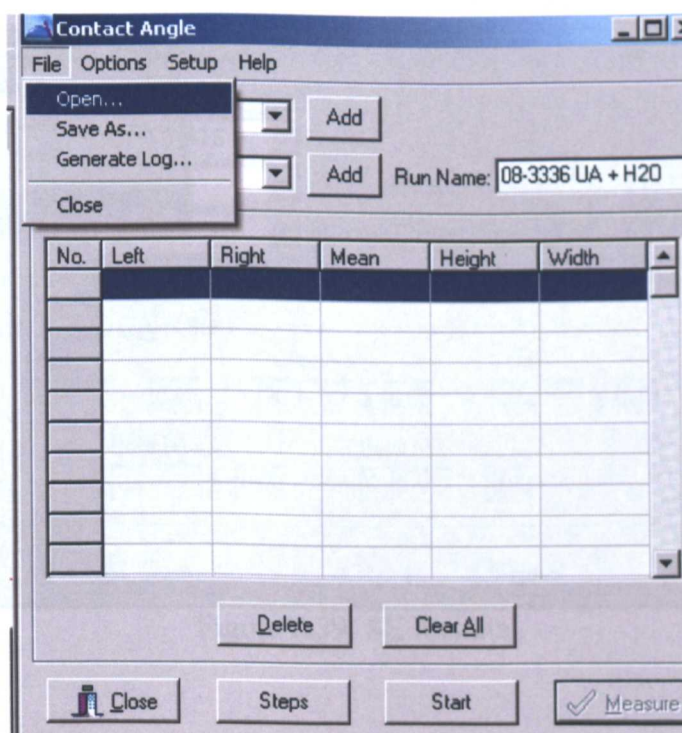 Contact Angle
File Options Setup Help
Open...
Save As...
Generate Log...
Close
Add
Add
Run Name: 08-3336 UA + H2O
No. Left Right Mean Height Width
Delete
Clear All
Close
Steps
Start
Measure